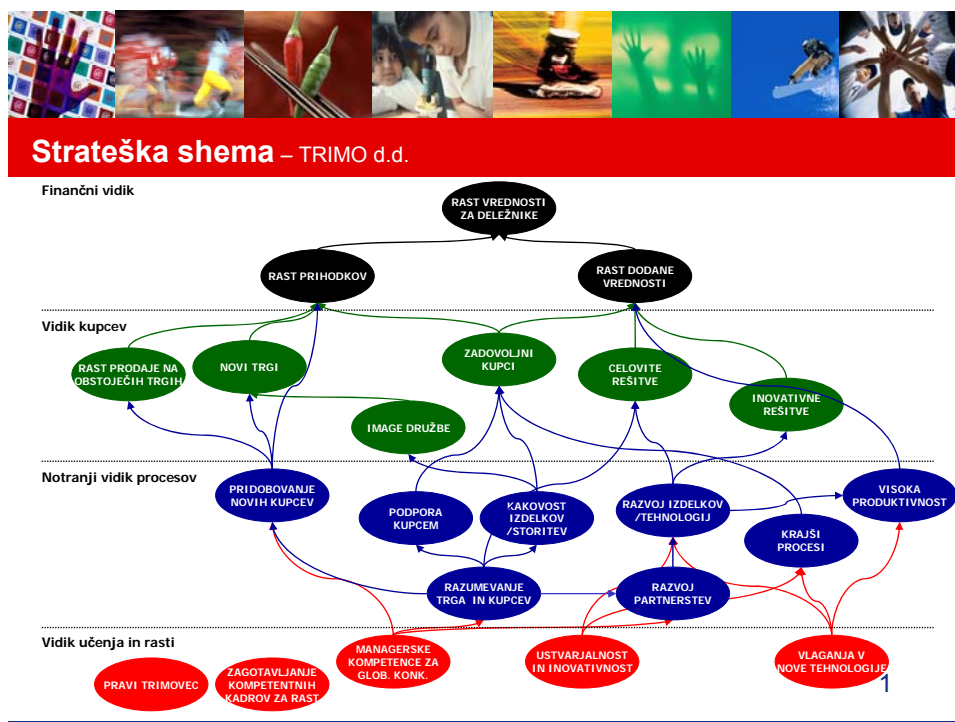 Strateška shema – TRIMO d.d.
Finančni vidik
RAST VREDNOSTI
ZA DELEŽNIKE
RAST PRIHODKOV
RAST DODANE
VREDNOSTI
Vidik kupcev
RAST PRODAJE NA
OBSTOJEČIH TRGIH
NOVI TRGI
ZADOVOLJNI
KUPCI
CELOVITE
REŠITVE
INOVATIVNE
REŠITVE
IMAGE DRUŽBE
Notranji vidik procesov
PRIDOBOVANJE
NOVIH KUPCEV
PODPORA
KUPCEM
KAKOVOST
IZDELKOV
/STORITEV
RAZVOJ IZDELKOV
/TEHNOLOGIJ
VISOKA
PRODUKTIVNOST
KRAJŠI
PROCESI
RAZUMEVANJE
TRGA IN KUPCEV
RAZVOJ
PARTNERSTEV
Vidik učenja in rasti
PRAVI TRIMOVEC
ZAGOTAVLJANJE
KOMPETENTNIH
KADROV ZA RAST
MANAGERSKE
KOMPETENCE ZA
GLOB. KONK.
USTVARJALNOST
IN INOVATIVNOST
VLAGANJA V
NOVE TEHNOLOGIJE
1